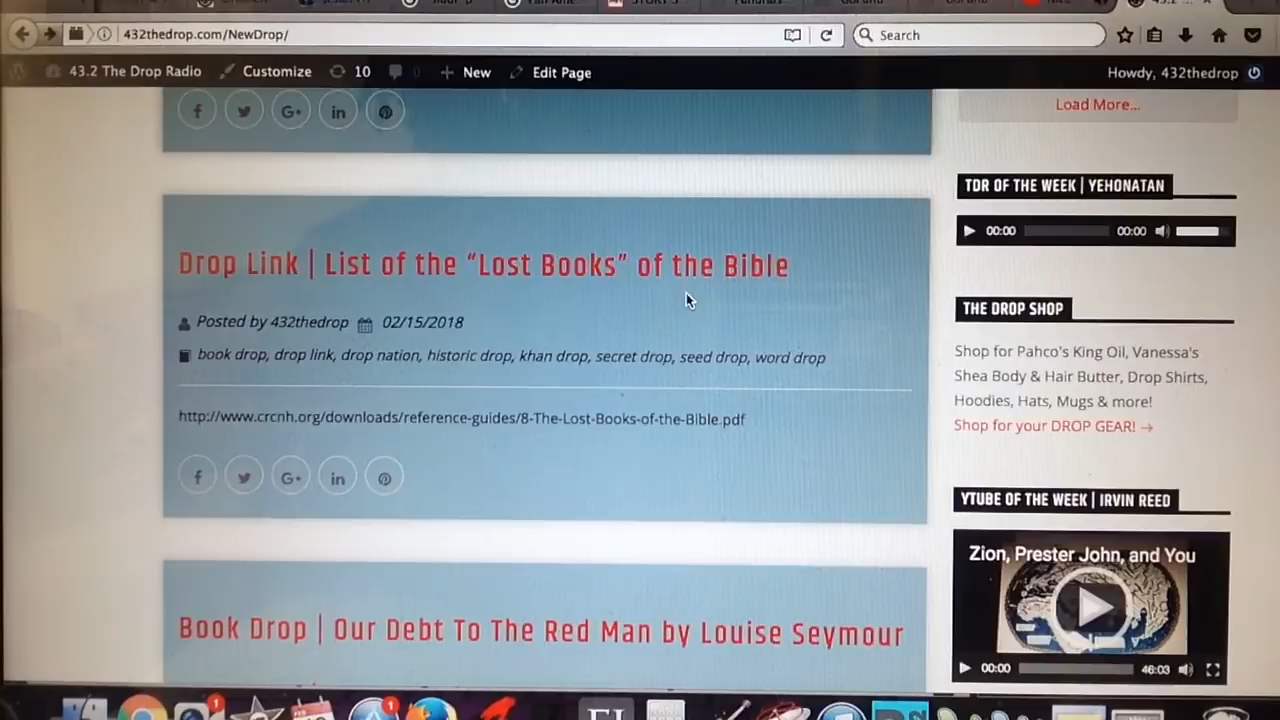 432thedrop.com/NewDrop/
Search
43.2 The Drop Radio
Customize
10
0
New
Edit Page
Howdy, 432thedrop
G+
in
Load More...
TDR OF THE WEEK | YEHONATAN
00:00
00:00
Drop Link | List of the “Lost Books” of the Bible
Posted by 432thedrop 02/15/2018
book drop, drop link, drop nation, historic drop, khan drop, secret drop, seed drop, word drop
http://www.crcnh.org/downloads/reference-guides/8-The-Lost-Books-of-the-Bible.pdf
G+
in
THE DROP SHOP
Shop for Pahco's King Oil, Vanessa's
Shea Body & Hair Butter, Drop Shirts,
Hoodies, Hats, Mugs & more!
Shop for your DROP GEAR! →
YTUBE OF THE WEEK | IRVIN REED
Zion, Prester John, and You
00:00
46:03
Book Drop | Our Debt To The Red Man by Louise Seymour
1
1